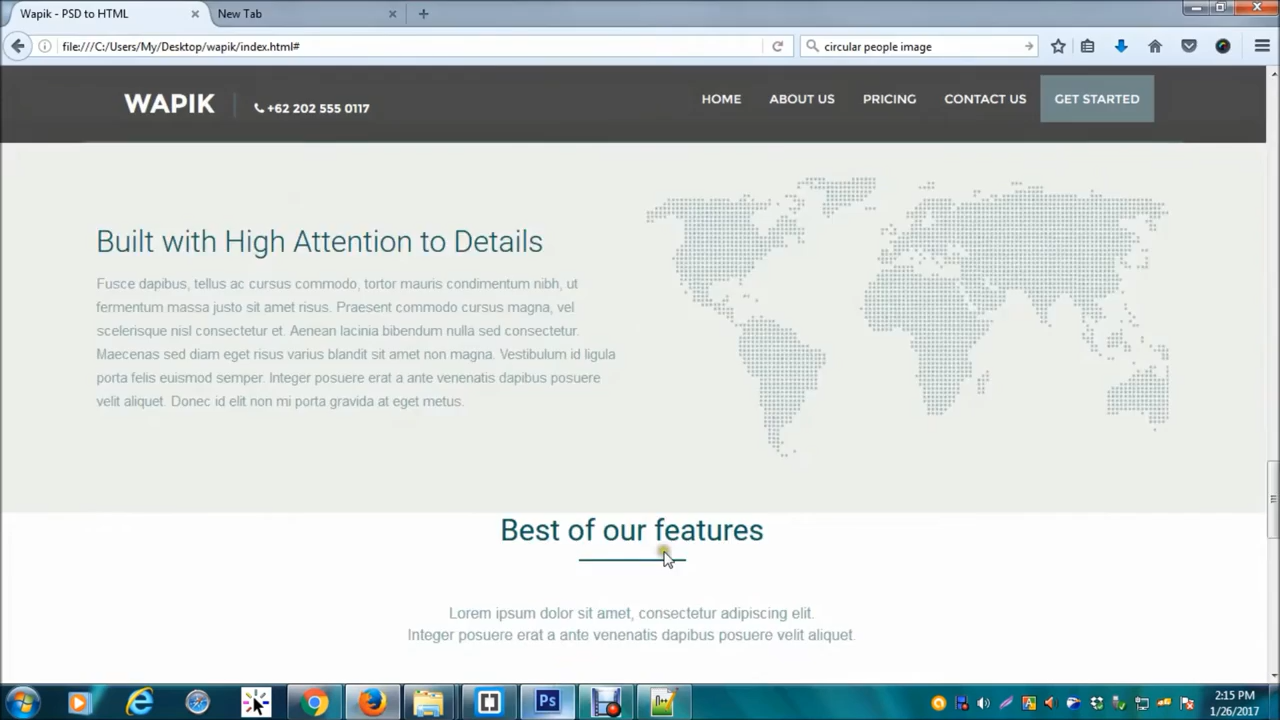 Wapik - PSD to HTML
New Tab
file:///C:/Users/My/Desktop/wapik/index.html#
circular people image
WAPIK
+62 202 555 0117
HOME
ABOUT US
PRICING
CONTACT US
GET STARTED
Built with High Attention to Details
Fusce dapibus, tellus ac cursus commodo, tortor mauris condimentum nibh, ut
fermentum massa justo sit amet risus. Praesent commodo cursus magna, vel
scelerisque nisl consectetur et. Aenean lacinia bibendum nulla sed consectetur.
Maecenas sed diam eget risus varius blandit sit amet non magna. Vestibulum id ligula
porta felis euismod semper. Integer posuere erat a ante venenatis dapibus posuere
velit aliquet. Donec id elit non mi porta gravida at eget metus.
Best of our features
Lorem ipsum dolor sit amet, consectetur adipiscing elit.
Integer posuere erat a ante venenatis dapibus posuere velit aliquet.
Ps
2:15 PM
1/26/2017